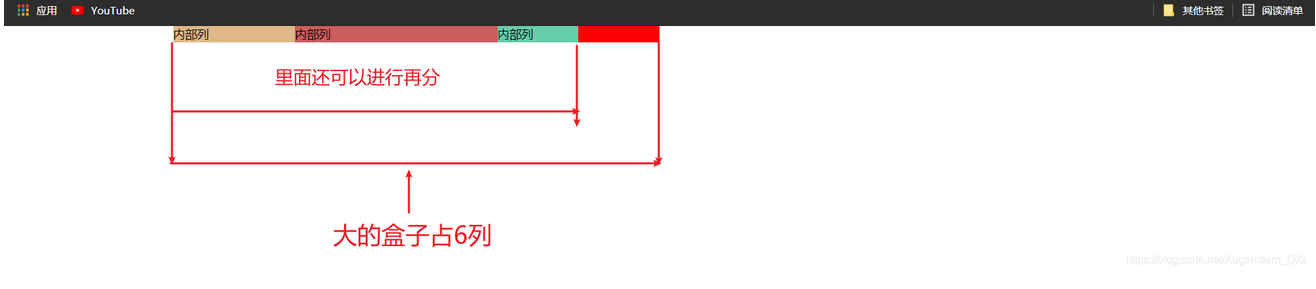 应用 YouTube 其他书签 阅读清单
内部列 内部列 内部列
里面还可以进行再分
大的盒子占6列
https://blog.csdn.net/Augenstern_QXL